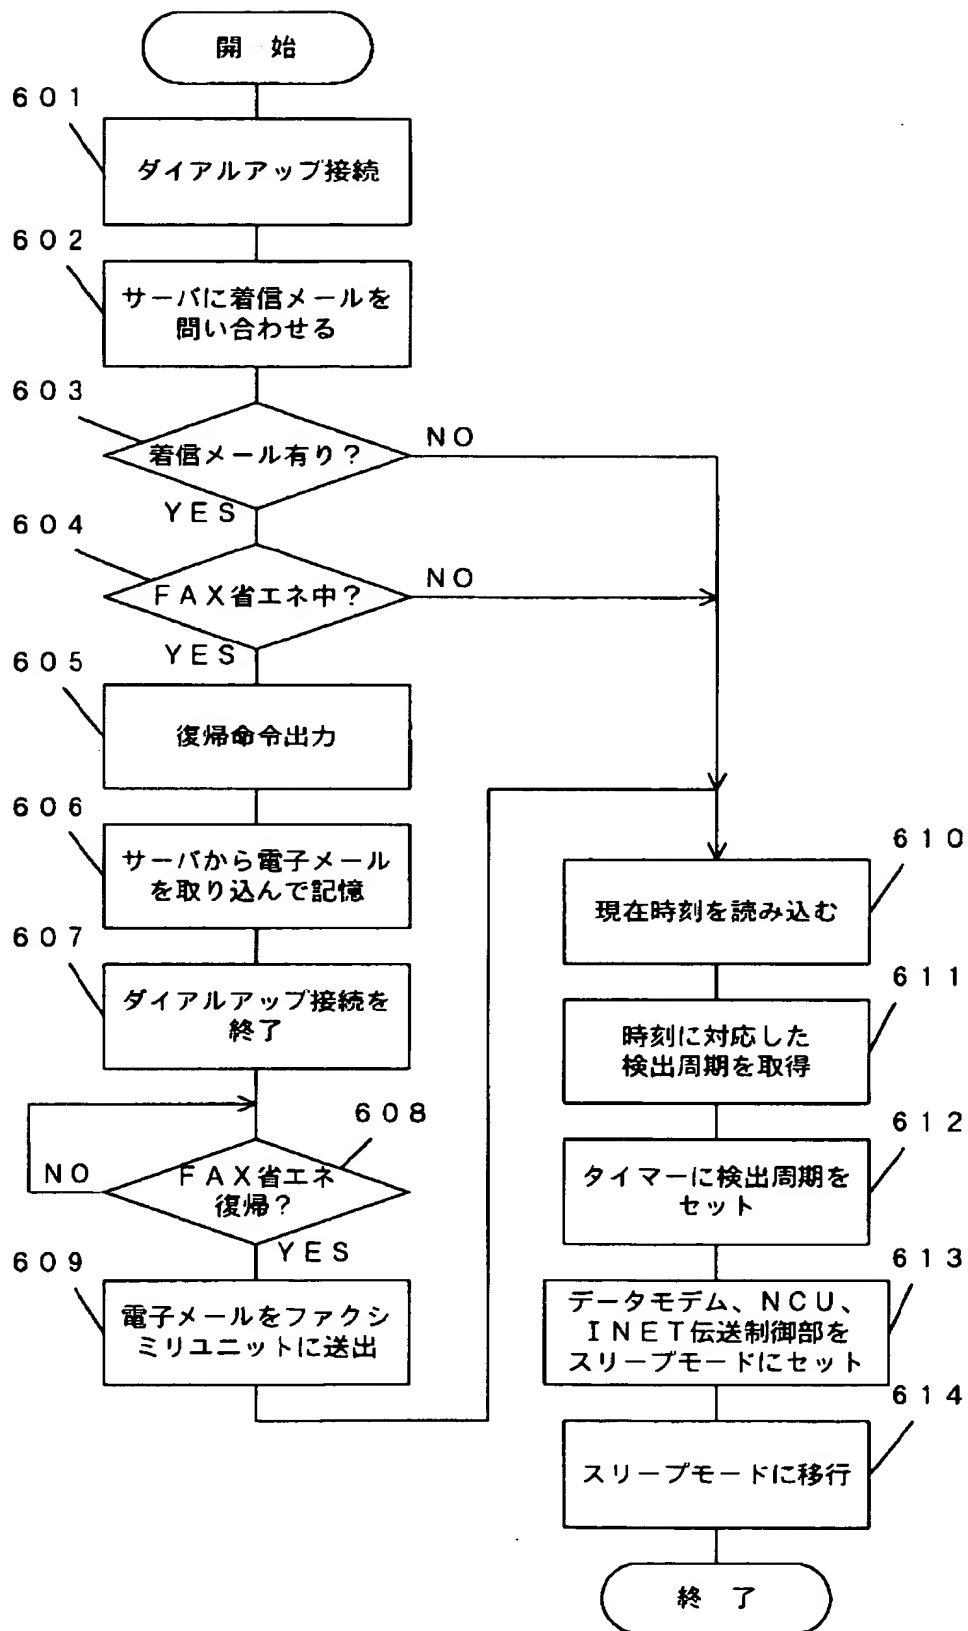 開 始
601
ダイアルアップ接続
602
サーバに着信メールを
問い合わせる
603
着信メール有り？
NO
YES
604
FAX省エネ中？
NO
YES
605
復帰命令出力
606
サーバから電子メール
を取り込んで記憶
607
ダイアルアップ接続を
終了
608
FAX省エネ
復帰？
NO
YES
609
電子メールをファクシ
ミリユニットに送出
610
現在時刻を読み込む
611
時刻に対応した
検出周期を取得
612
タイマーに検出周期を
セット
613
データモデム、NCU、
INET伝送制御部を
スリープモードにセット
614
スリープモードに移行
終 了